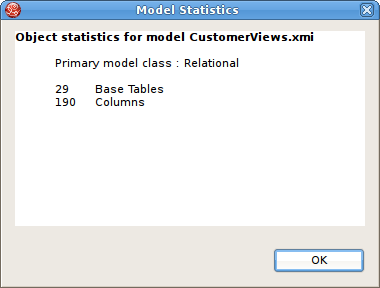 Model Statistics
Object statistics for model CustomerViews.xmi
Primary model class : Relational
29 Base Tables
190 Columns
OK